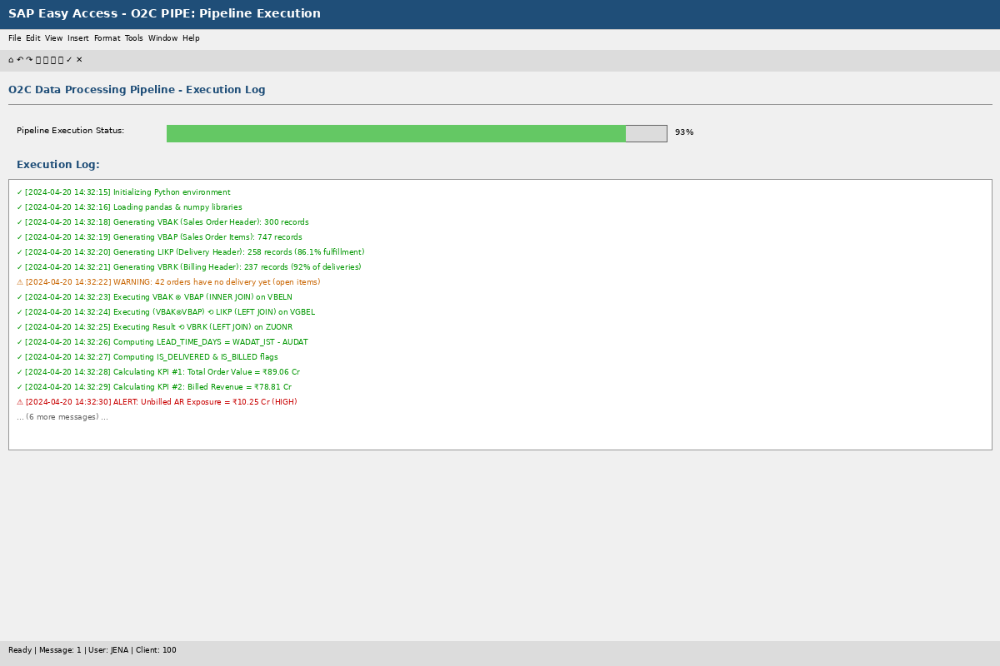 SAP Easy Access - O2C PIPE: Pipeline Execution
File Edit View Insert Format Tools Window Help
O2C Data Processing Pipeline - Execution Log
Pipeline Execution Status: 93%
Execution Log:
✓ [2024-04-20 14:32:15] Initializing Python environment
✓ [2024-04-20 14:32:16] Loading pandas & numpy libraries
✓ [2024-04-20 14:32:18] Generating VBAK (Sales Order Header): 300 records
✓ [2024-04-20 14:32:19] Generating VBAP (Sales Order Items): 747 records
✓ [2024-04-20 14:32:20] Generating LIKP (Delivery Header): 258 records (86.1% fulfillment)
✓ [2024-04-20 14:32:21] Generating VBRK (Billing Header): 237 records (92% of deliveries)
⚠ [2024-04-20 14:32:22] WARNING: 42 orders have no delivery yet (open items)
✓ [2024-04-20 14:32:23] Executing VBAK ⊗ VBAP (INNER JOIN) on VBELN
✓ [2024-04-20 14:32:24] Executing (VBAK⊗VBAP) ⟲ LIKP (LEFT JOIN) on VGBEL
✓ [2024-04-20 14:32:25] Executing Result ⟲ VBRK (LEFT JOIN) on ZUONR
✓ [2024-04-20 14:32:26] Computing LEAD_TIME_DAYS = WADAT_IST - AUDAT
✓ [2024-04-20 14:32:27] Computing IS_DELIVERED & IS_BILLED flags
✓ [2024-04-20 14:32:28] Calculating KPI #1: Total Order Value = ₹89.06 Cr
✓ [2024-04-20 14:32:29] Calculating KPI #2: Billed Revenue = ₹78.81 Cr
⚠ [2024-04-20 14:32:30] ALERT: Unbilled AR Exposure = ₹10.25 Cr (HIGH)
... (6 more messages) ...
Ready | Message: 1 | User: JENA | Client: 100